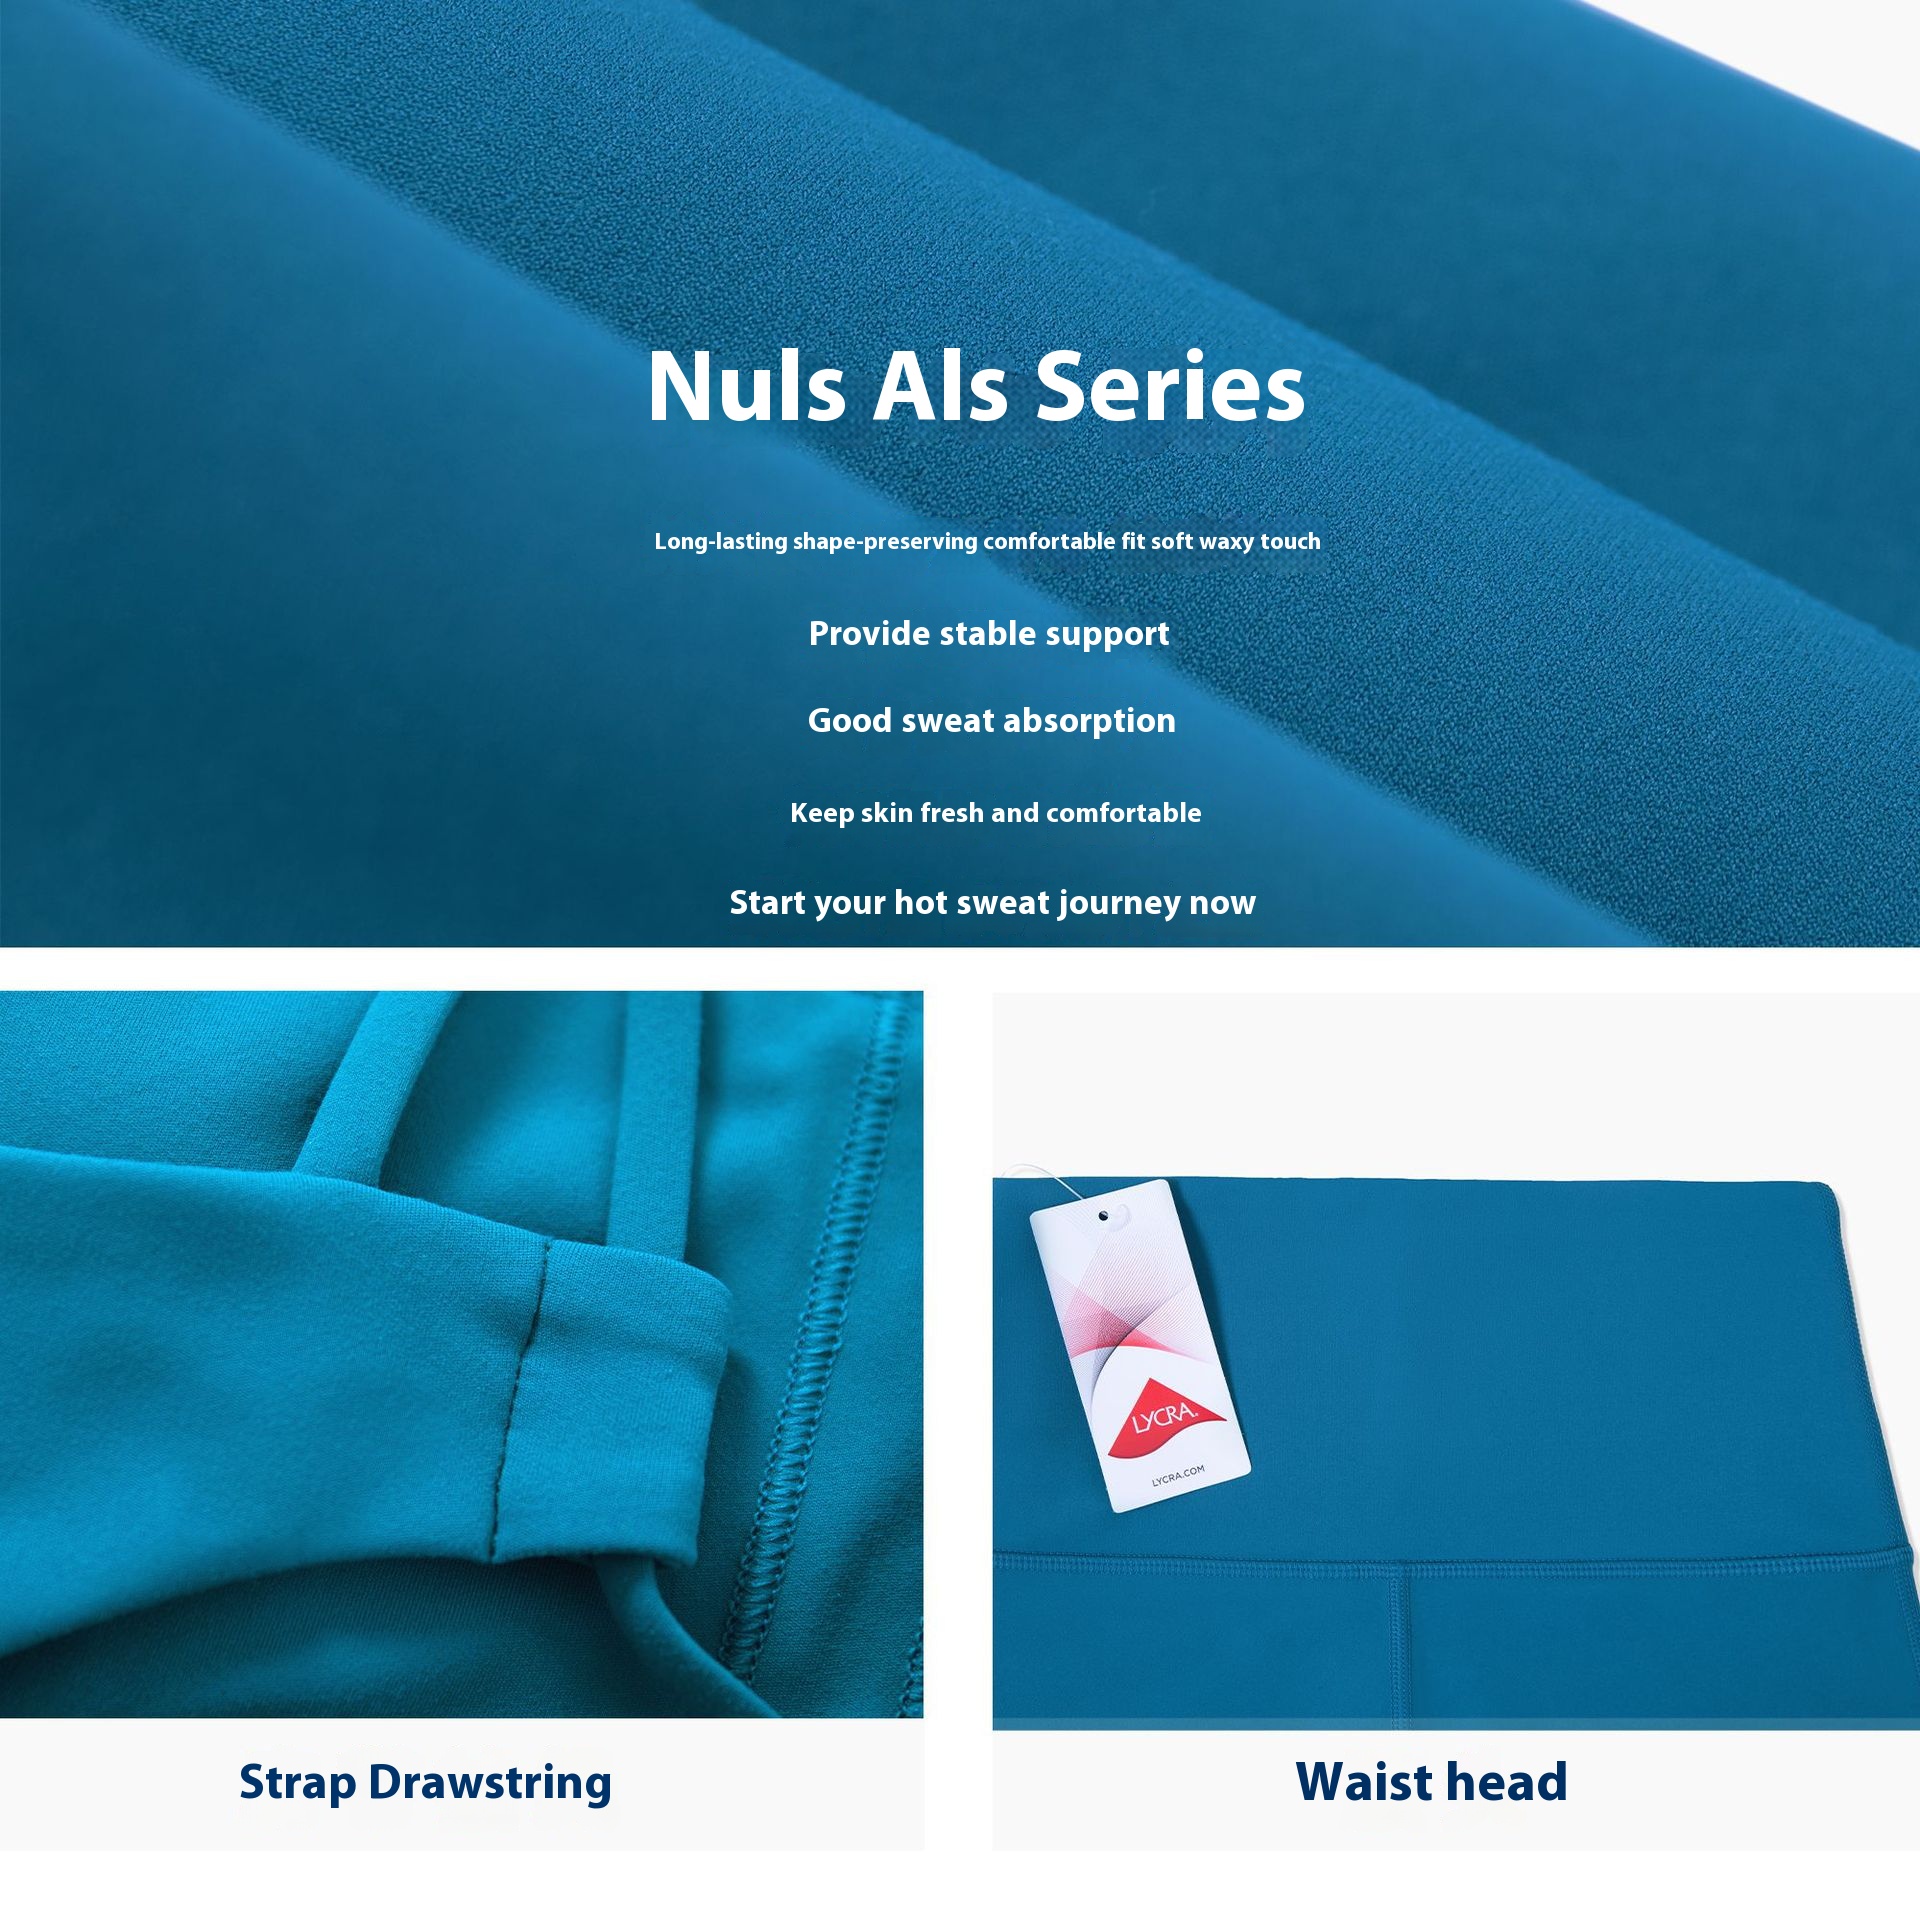 Nuls Als Series
Long-lasting shape-preserving comfortable fit soft waxy touch
Provide stable support
Good sweat absorption
Keep skin fresh and comfortable
Start your hot sweat journey now
LYCRA.
LYCRA.COM
Strap Drawstring
Waist head